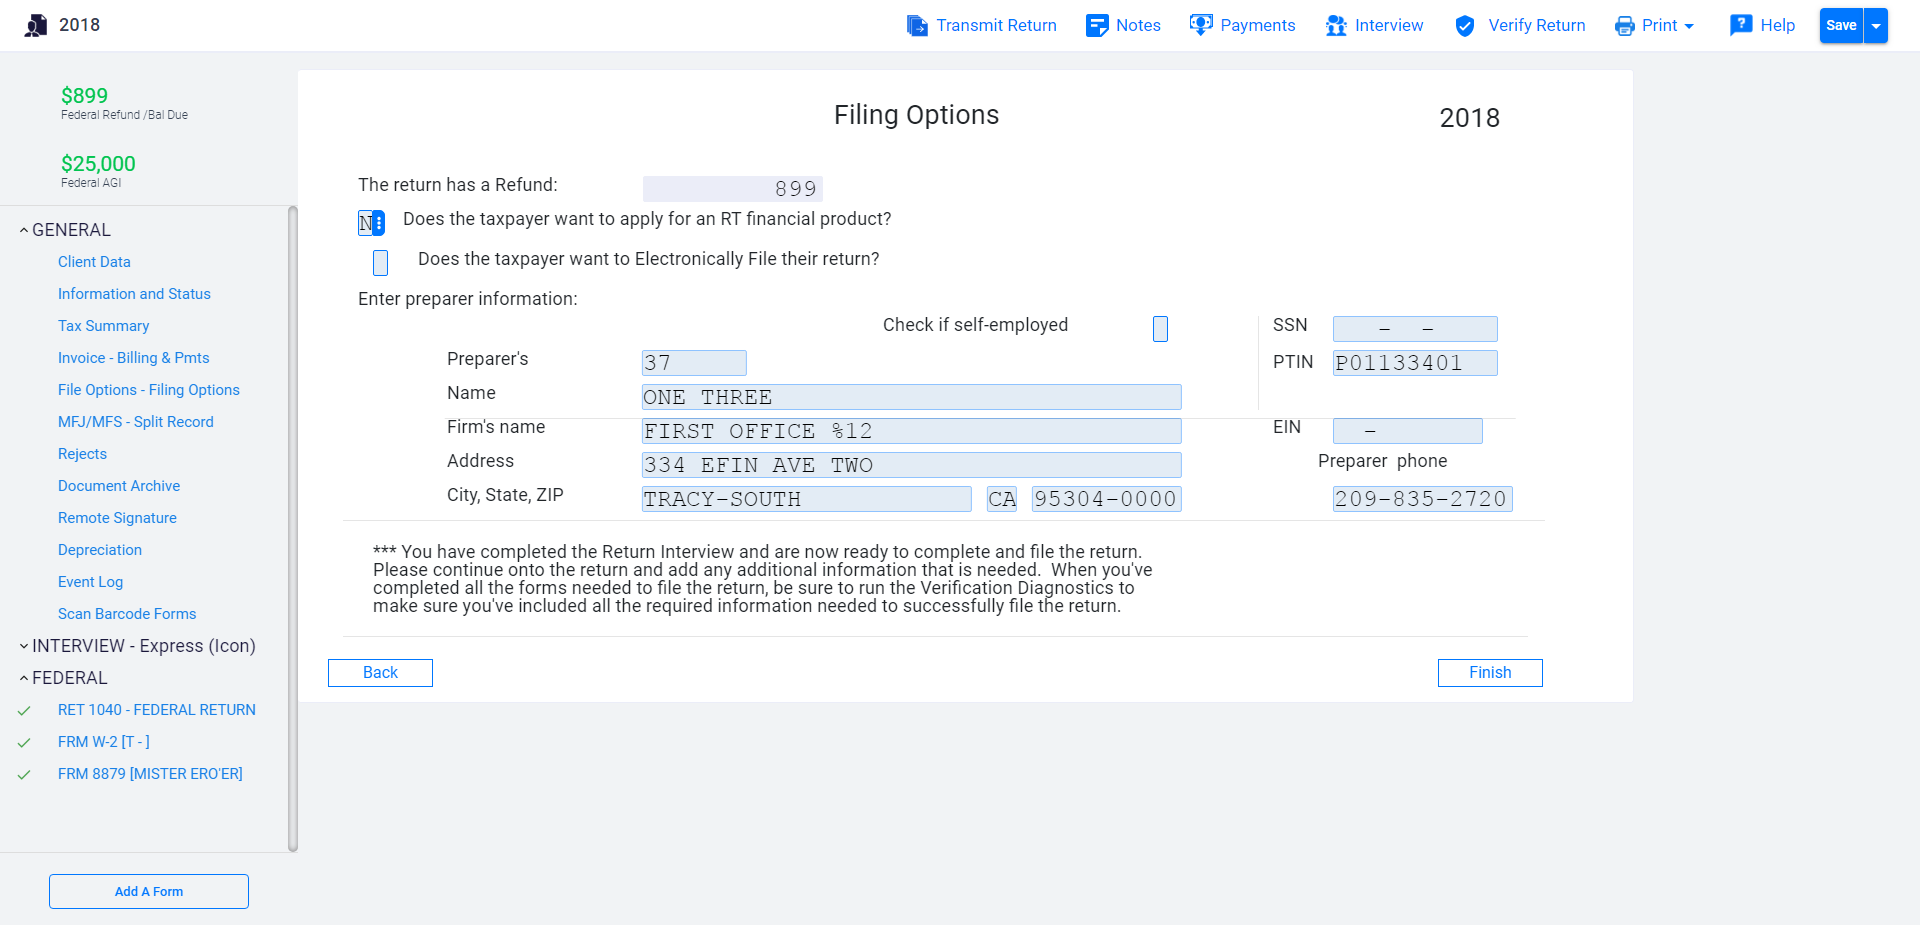 2018
Transmit Return
Notes
Payments
Interview
Verify Return
Print
Help
Save
$899
Federal Refund /Bal Due
$25,000
Federal AGI
GENERAL
Client Data
Information and Status
Tax Summary
Invoice - Billing & Pmts
File Options - Filing Options
MFJ/MFS - Split Record
Rejects
Document Archive
Remote Signature
Depreciation
Event Log
Scan Barcode Forms
INTERVIEW - Express (Icon)
FEDERAL
RET 1040 - FEDERAL RETURN
FRM W-2 [T - ]
FRM 8879 [MISTER ERO'ER]
Add A Form
Filing Options
2018
The return has a Refund: 899
N Does the taxpayer want to apply for an RT financial product?
Does the taxpayer want to Electronically File their return?
Enter preparer information:
Check if self-employed
SSN - -
Preparer's 37
PTIN P01133401
Name ONE THREE
Firm's name FIRST OFFICE %12
EIN -
Address 334 EFIN AVE TWO
Preparer phone
City, State, ZIP TRACY-SOUTH CA 95304-0000
209-835-2720
*** You have completed the Return Interview and are now ready to complete and file the return.
Please continue onto the return and add any additional information that is needed. When you've
completed all the forms needed to file the return, be sure to run the Verification Diagnostics to
make sure you've included all the required information needed to successfully file the return.
Back
Finish